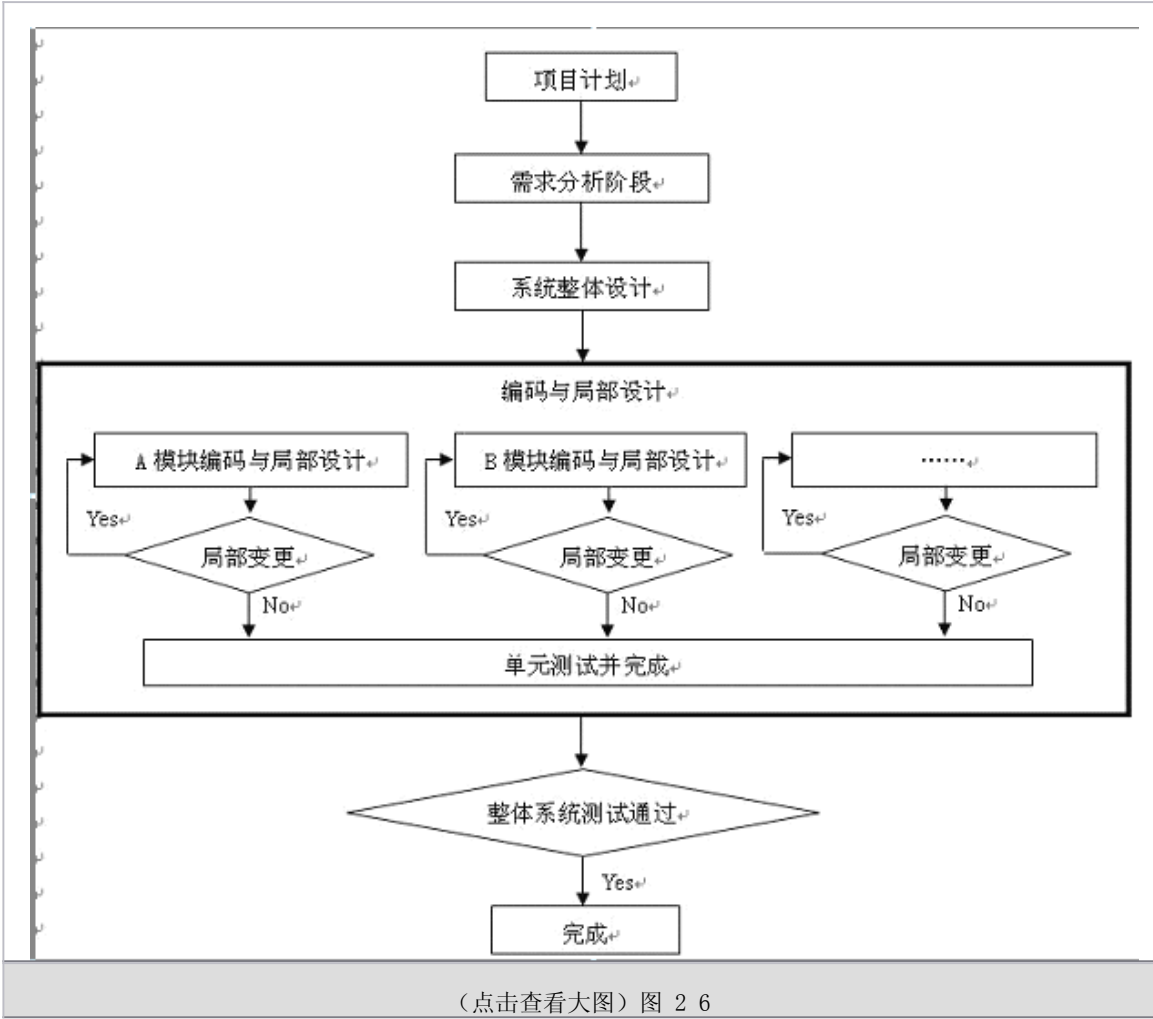 项目计划
需求分析阶段
系统整体设计
编码与局部设计
A 模块编码与局部设计
B 模块编码与局部设计
……
Yes
Yes
Yes
局部变更
局部变更
局部变更
No
No
No
单元测试并完成
整体系统测试通过
Yes
完成
（点击查看大图）图 2 6